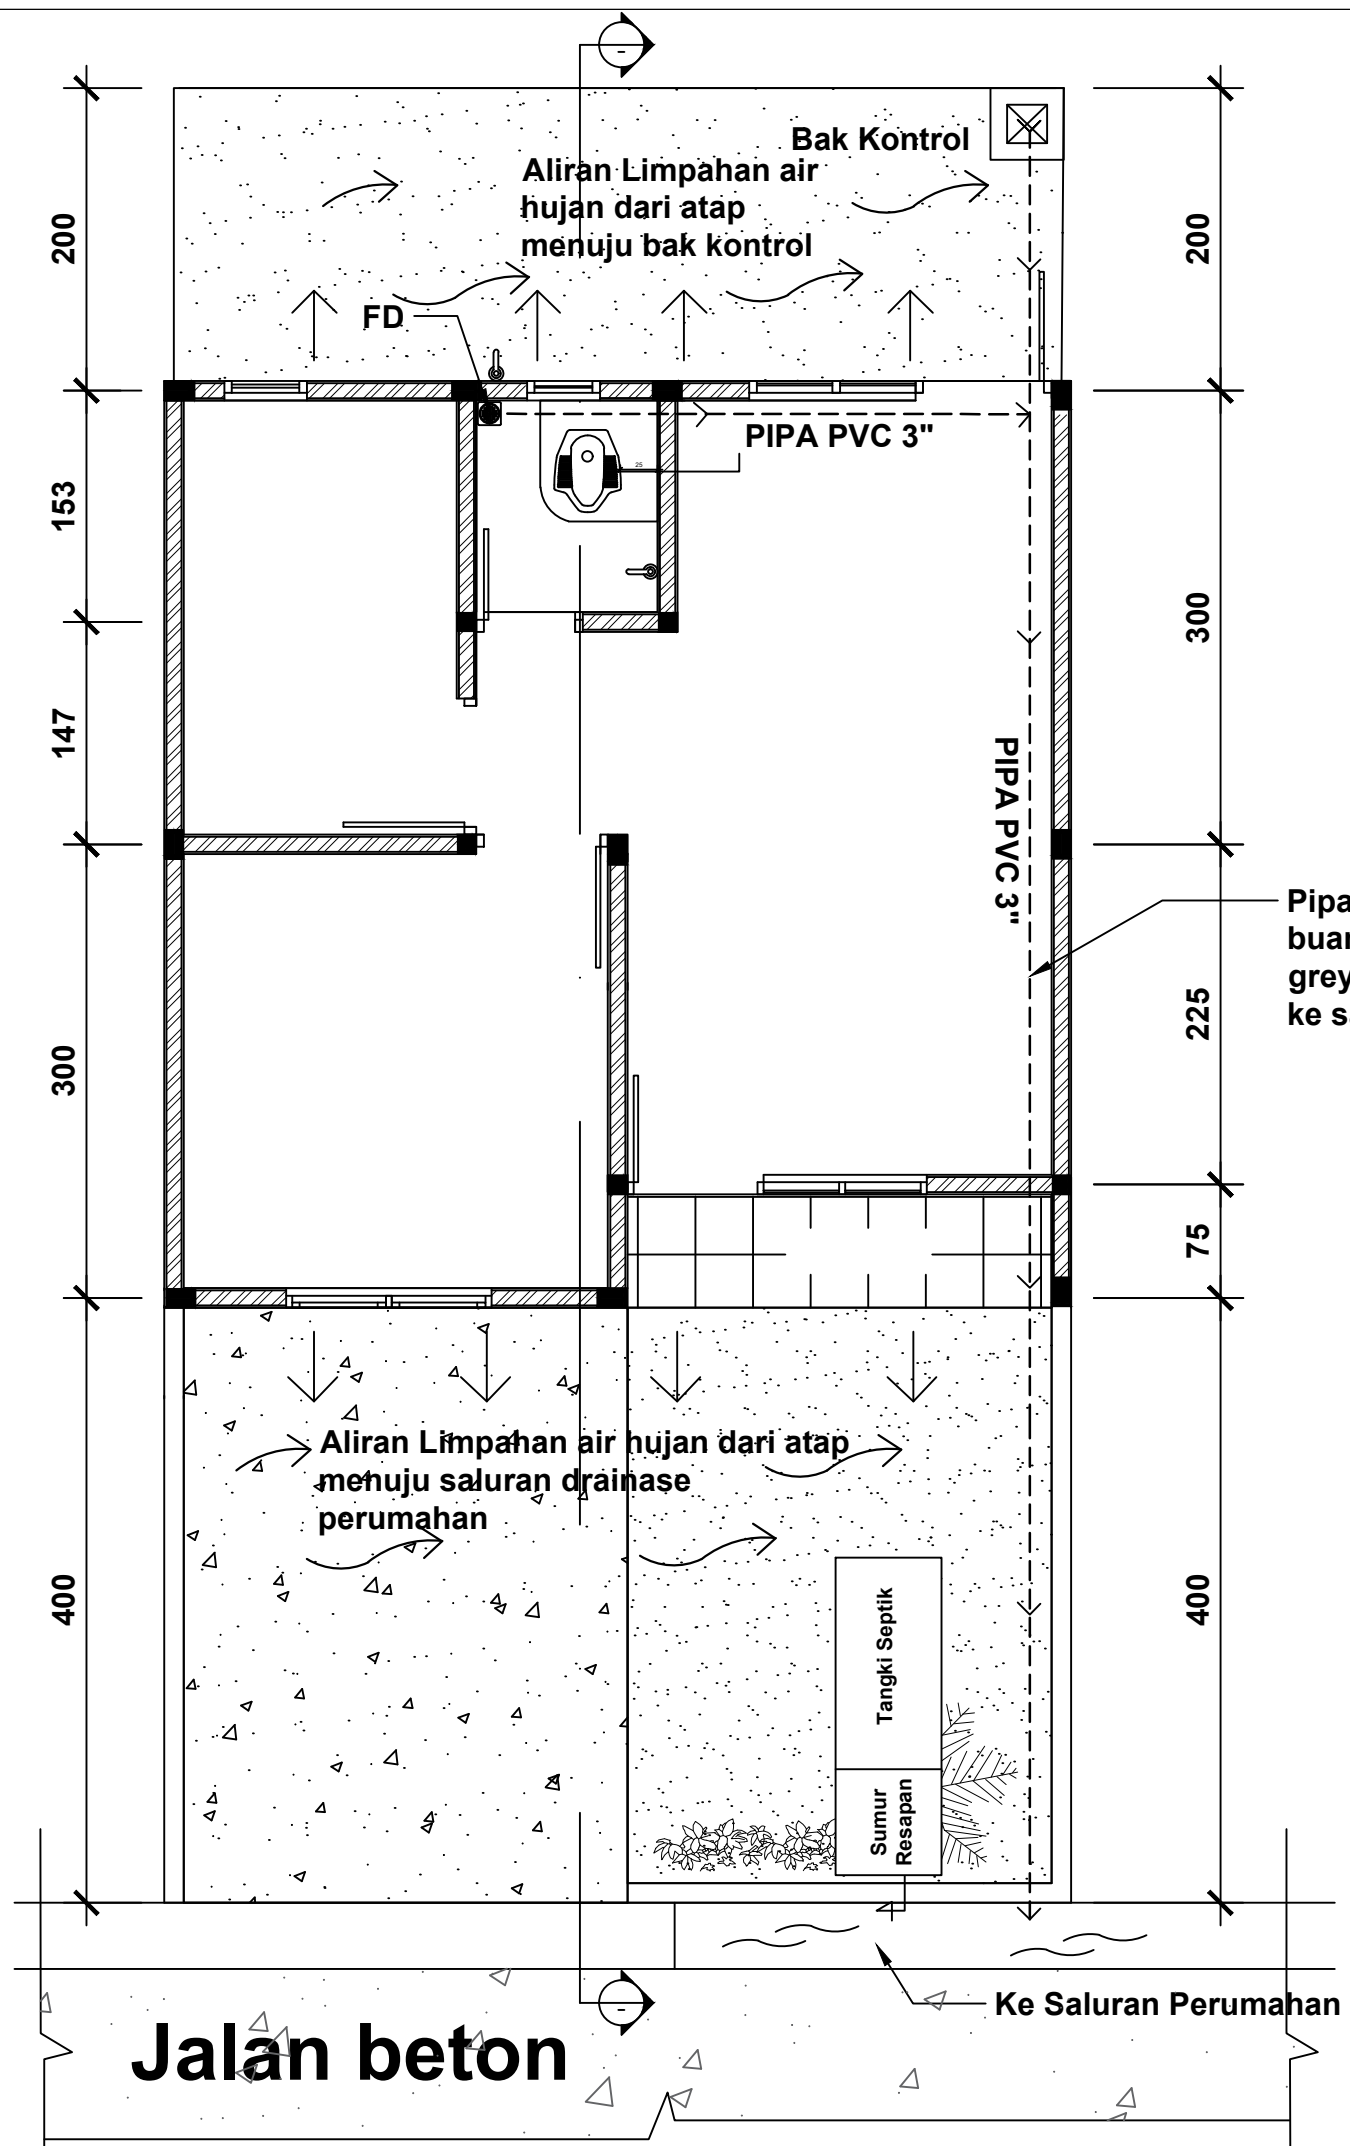 -
Bak Kontrol
Aliran Limpahan air
hujan dari atap
menuju bak kontrol
200
200
FD
PIPA PVC 3"
25
153
300
147
PIPA PVC 3"
Pipa
buan
grey
ke sa
300
225
75
Aliran Limpahan air hujan dari atap
menuju saluran drainase
perumahan
400
400
Tangki Septik
Sumur
Resapan
-
Ke Saluran Perumahan
Jalan beton